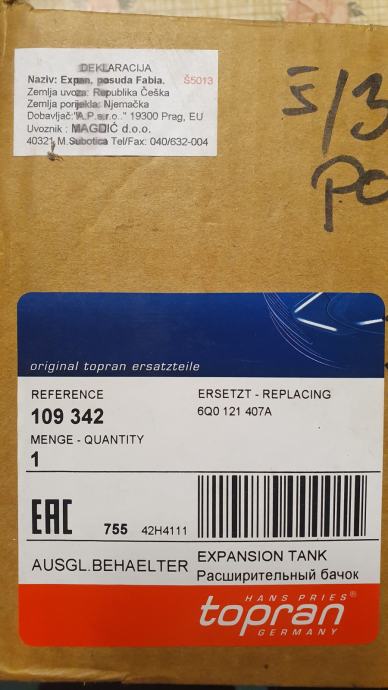 DEKLARACIJA
Naziv: Expan. posuda Fabia. Š5013
Zemlja uvoza: Republika Češka
Zemlja porijekla: Njemačka
Dobavljač:"A.P.s.r.o.." 19300 Prag, EU
Uvoznik : MAGDIĆ d.o.o.
40321 M.Subotica Tel/Fax: 040/632-004
Š/3
PO
original topran ersatzteile
REFERENCE
109 342
MENGE - QUANTITY
1
ERSETZT - REPLACING
6Q0 121 407A
EAC 755 42H4111
AUSGL.BEHAELTER
EXPANSION TANK
Расширительный бачок
HANS PRIES
topran®
GERMANY